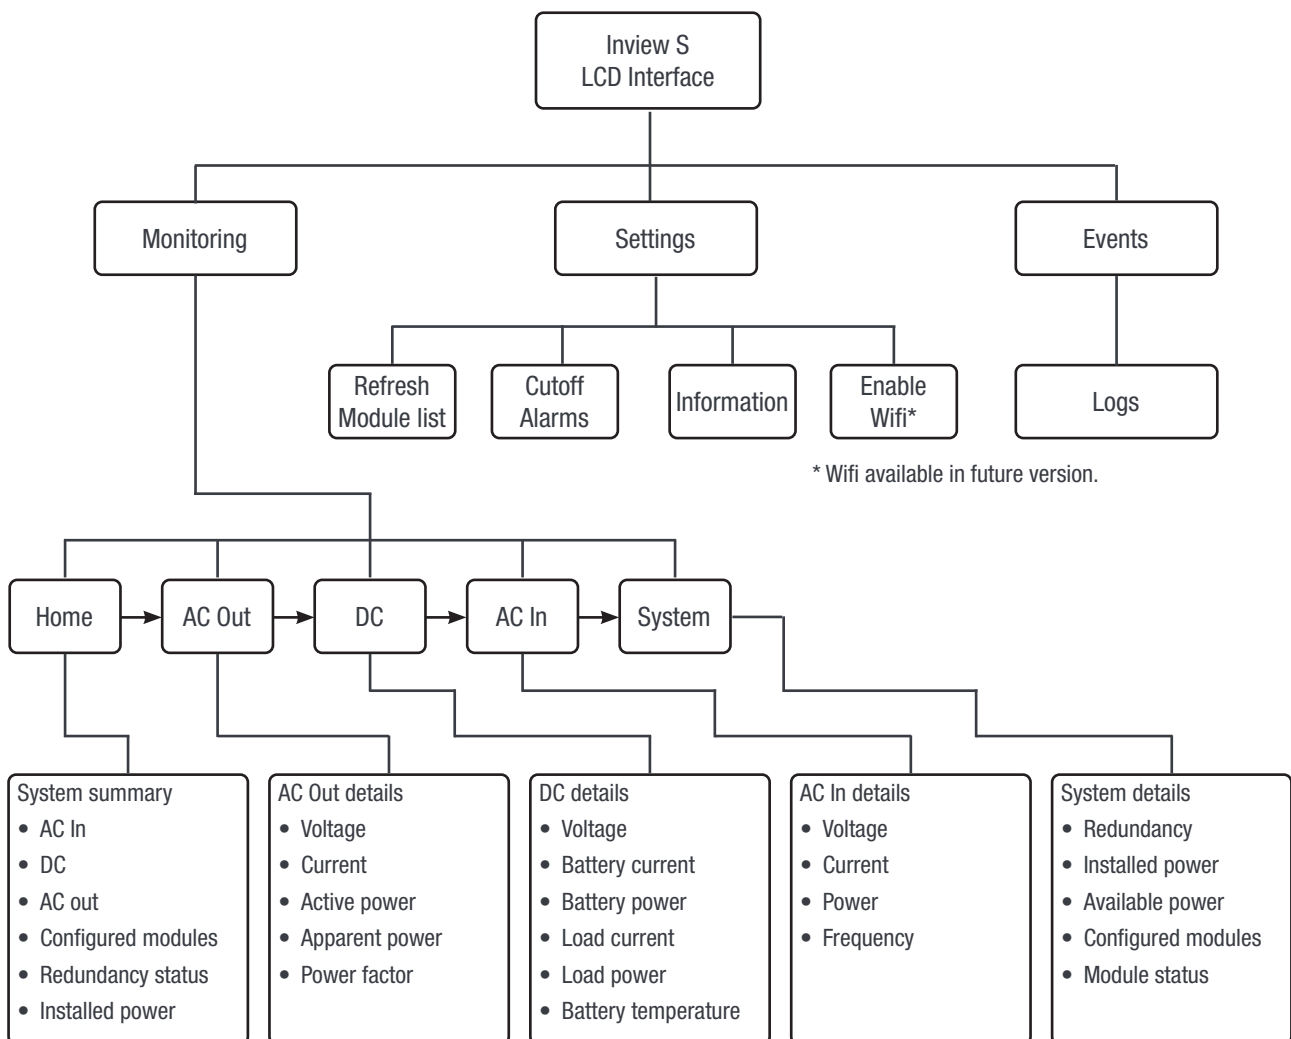 Inview S
LCD Interface
Monitoring
Settings
Events
Refresh
Module list
Cutoff
Alarms
Information
Enable
Wifi*
Logs
* Wifi available in future version.
Home
AC Out
DC
AC In
System
System summary
• AC In
• DC
• AC out
• Configured modules
• Redundancy status
• Installed power
AC Out details
• Voltage
• Current
• Active power
• Apparent power
• Power factor
DC details
• Voltage
• Battery current
• Battery power
• Load current
• Load power
• Battery temperature
AC In details
• Voltage
• Current
• Power
• Frequency
System details
• Redundancy
• Installed power
• Available power
• Configured modules
• Module status